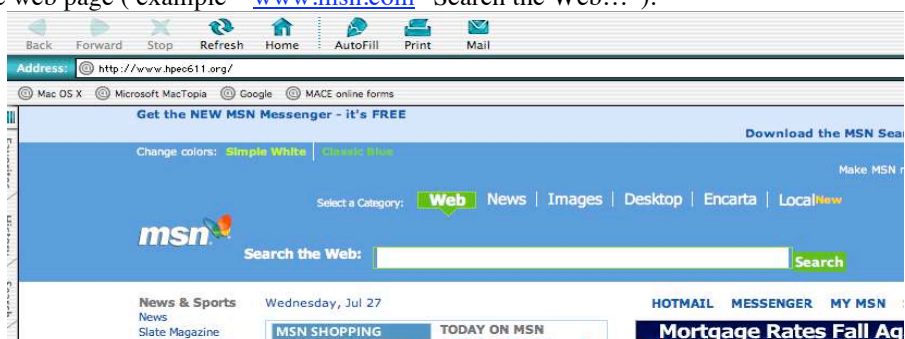 web page ( example "www.msn.com "Search the Web…").
Back Forward Stop Refresh Home AutoFill Print Mail
Address: http://www.hpec611.org/
Mac OS X Microsoft MacTopia Google MACE online forms
Get the NEW MSN Messenger - it's FREE
Download the MSN Sear
Change colors: Simple White Classic Blue
Make MSN
Select a Category: Web News Images Desktop Encarta Local New
msn
Search the Web: Search
News & Sports Wednesday, Jul 27 HOTMAIL MESSENGER MY MSN
News
Slate Magazine MSN SHOPPING TODAY ON MSN Mortgage Rates Fall Ag